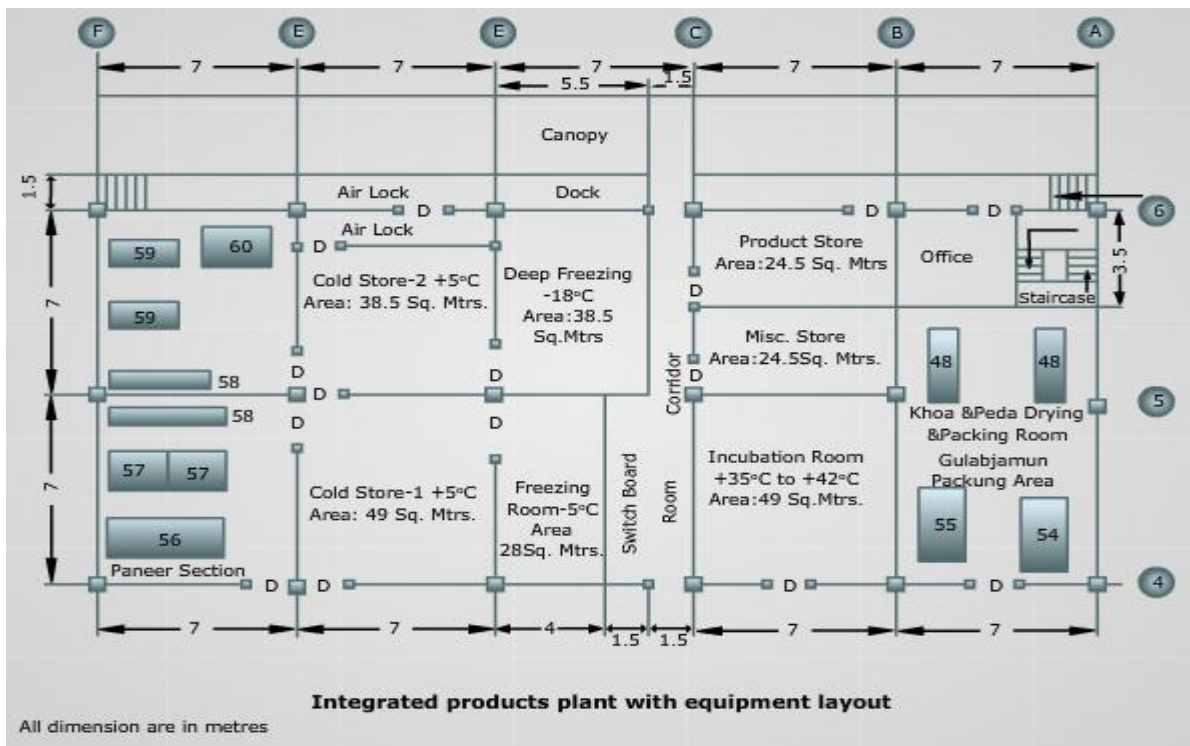 F E E C B A
7 7 7 7 7
5.5 1.5
Canopy
1.5
Air Lock Dock
D D D
6
Air Lock
D
59 60
Cold Store-2 +5°C
Area: 38.5 Sq. Mtrs.
Deep Freezing
-18°C
Area:38.5
Sq.Mtrs
Product Store
Area:24.5 Sq. Mtrs
Office
3.5
Staircase
7
59
D
Misc. Store
Area:24.5Sq. Mtrs.
48 48
58
D D D D
D
Corridor
5
58
D D
Khoa &Peda Drying
&Packing Room
57 57
7
Cold Store-1 +5°C
Area: 49 Sq. Mtrs.
Freezing
Room-5°C
Area
28Sq. Mtrs.
Switch Board
Room
Incubation Room
+35°C to +42°C
Area:49 Sq.Mtrs.
Gulabjamun
Packung Area
55 54
56
Paneer Section
D D D D
4
7 7 4 1.5 1.5 7 7
Integrated products plant with equipment layout
All dimension are in metres